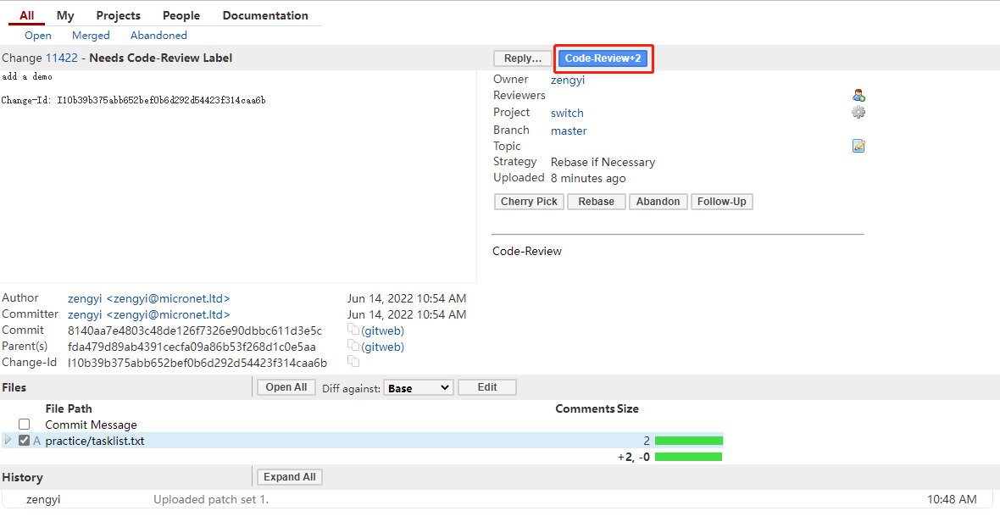 All My Projects People Documentation
Open Merged Abandoned
Change 11422 - Needs Code-Review Label
Reply... Code-Review+2
add a demo
Change-Id: I10b39b375abb652bef0b6d292d54423f314caa6b
Owner zengyi
Reviewers
Project switch
Branch master
Topic
Strategy Rebase if Necessary
Uploaded 8 minutes ago
Cherry Pick Rebase Abandon Follow-Up
Code-Review
Author zengyi <zengyi@micronet.ltd> Jun 14, 2022 10:54 AM
Committer zengyi <zengyi@micronet.ltd> Jun 14, 2022 10:54 AM
Commit 8140aa7e4803c48de126f7326e90dbbc611d3e5c (gitweb)
Parent(s) fda479d89ab4391cecfa09a86b53f268d1c0e5aa (gitweb)
Change-Id I10b39b375abb652bef0b6d292d54423f314caa6b
Files Open All Diff against: Base Edit
File Path Comments Size
Commit Message
A practice/tasklist.txt 2
+2, -0
History Expand All
zengyi Uploaded patch set 1. 10:48 AM